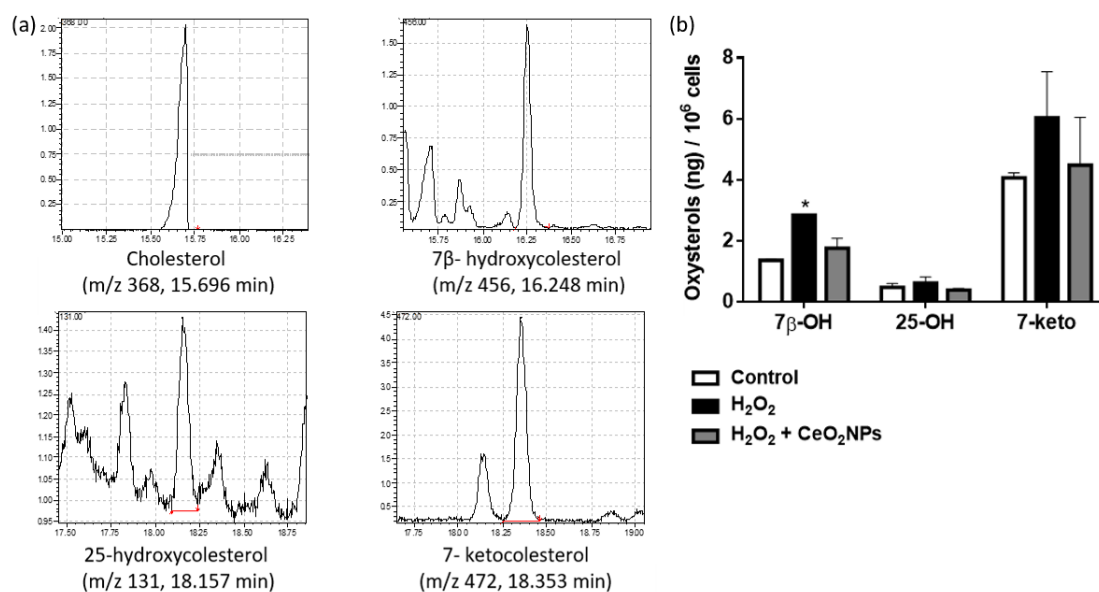 (a)
368.00
2.00
1.75
1.50
1.25
1.00
0.75
0.50
0.25
15.00 15.25 15.50 15.75 16.00 16.25
Cholesterol
(m/z 368, 15.696 min)
456.00
1.50
1.25
1.00
0.75
0.50
0.25
15.75 16.00 16.25 16.50 16.75
7β- hydroxycolesterol
(m/z 456, 16.248 min)
131.00
1.40
1.35
1.30
1.25
1.20
1.15
1.10
1.05
1.00
0.95
17.50 17.75 18.00 18.25 18.50 18.75
25-hydroxycolesterol
(m/z 131, 18.157 min)
472.00
4.5
4.0
3.5
3.0
2.5
2.0
1.5
1.0
0.5
17.75 18.00 18.25 18.50 18.75 19.00
7- ketocolesterol
(m/z 472, 18.353 min)
(b)
Oxysterols (ng) / 10⁶ cells
8
6
4
2
0
*
7β-OH 25-OH 7-keto
Control
H₂O₂
H₂O₂ + CeO₂NPs